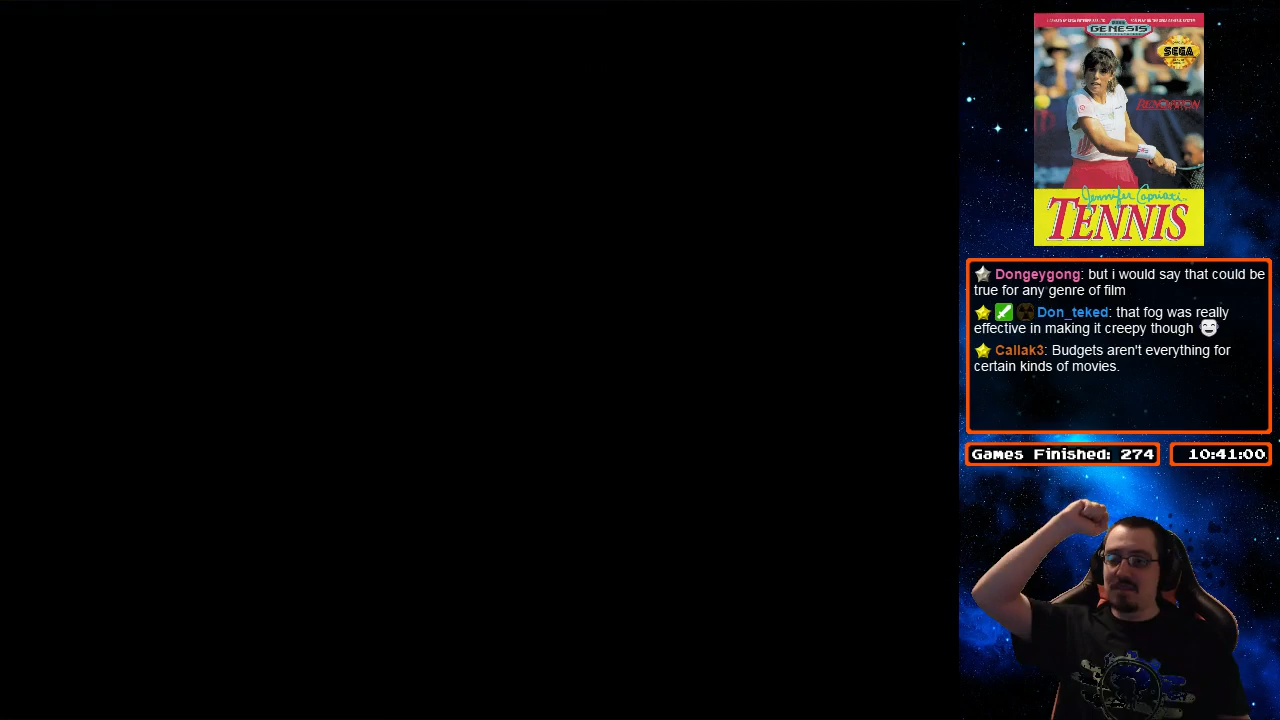 GENESIS
SEGA
RENOVATION
Jennifer Capriati
TENNIS
Dongeygong: but i would say that could be
true for any genre of film
Don_teked: that fog was really
effective in making it creepy though
Callak3: Budgets aren't everything for
certain kinds of movies.
Games Finished: 274
10:41:00